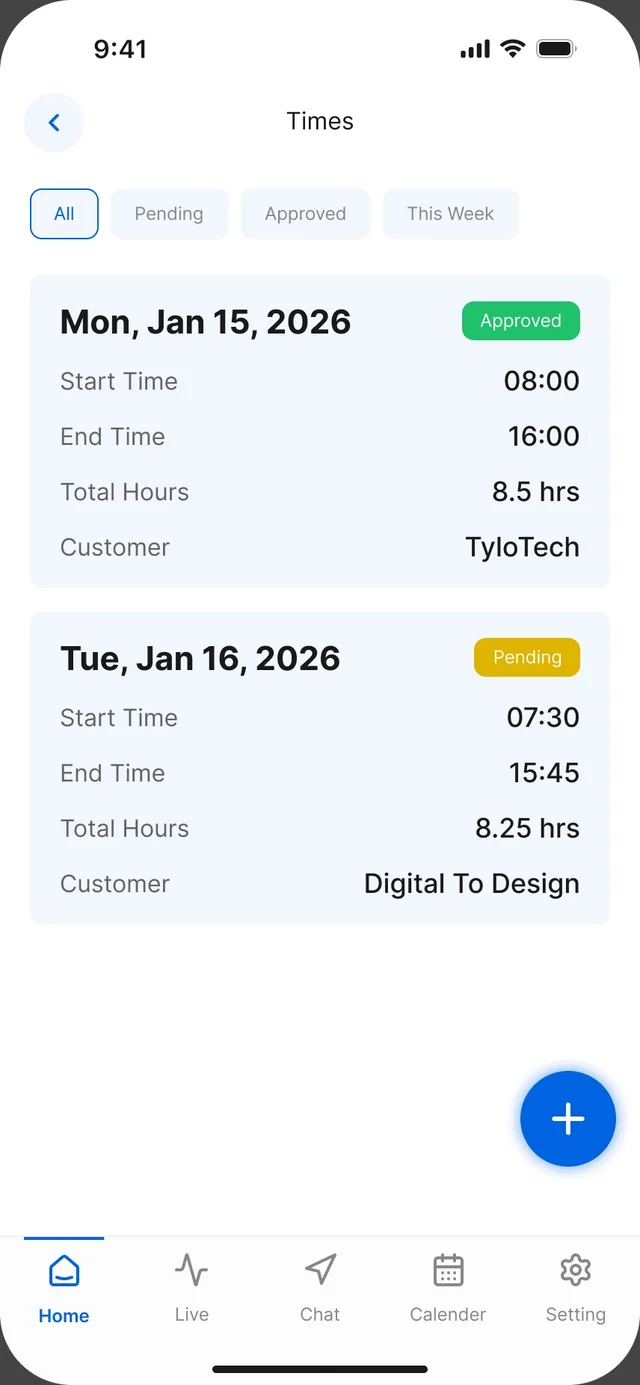 9:41
Times
All Pending Approved This Week
Mon, Jan 15, 2026 Approved
Start Time 08:00
End Time 16:00
Total Hours 8.5 hrs
Customer TyloTech
Tue, Jan 16, 2026 Pending
Start Time 07:30
End Time 15:45
Total Hours 8.25 hrs
Customer Digital To Design
Home Live Chat Calender Setting